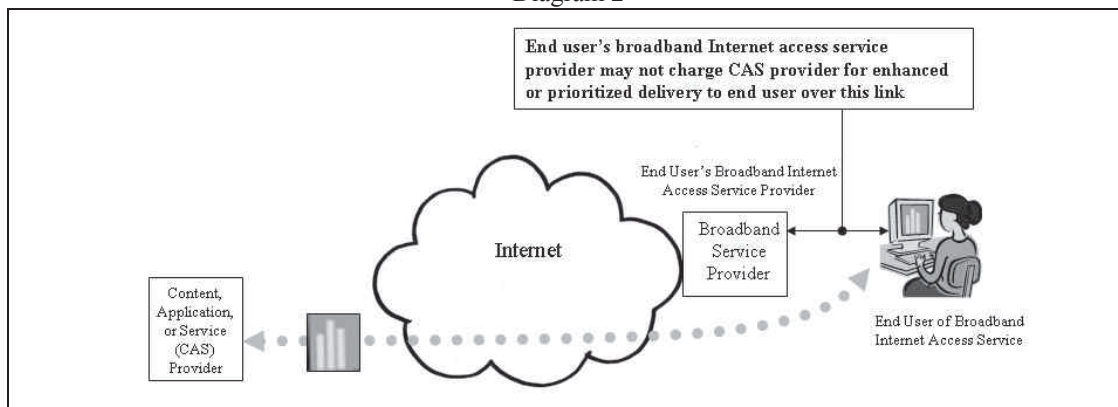 Diagram 2
End user's broadband Internet access service
provider may not charge CAS provider for enhanced
or prioritized delivery to end user over this link
End User's Broadband Internet
Access Service Provider
Internet
Broadband
Service
Provider
Content,
Application,
or Service
(CAS)
Provider
End User of Broadband
Internet Access Service